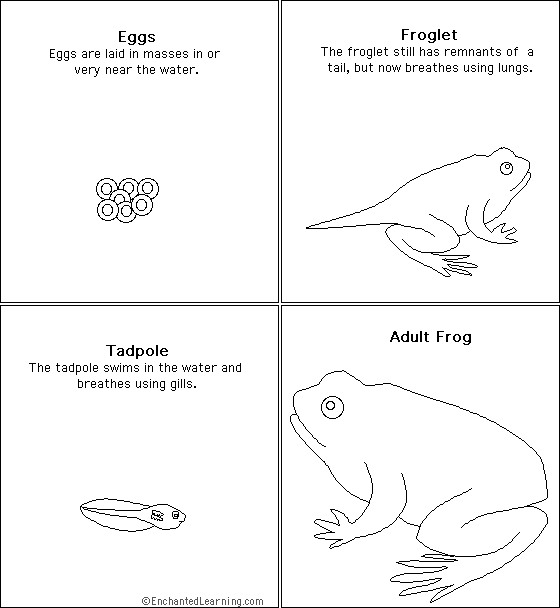 Eggs
Eggs are laid in masses in or
very near the water.
Froglet
The froglet still has remnants of a
tail, but now breathes using lungs.
Tadpole
The tadpole swims in the water and
breathes using gills.
Adult Frog
©EnchantedLearning.com